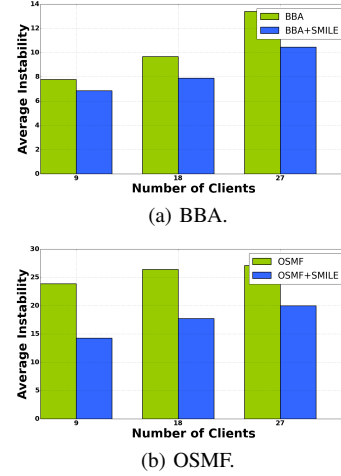 14
12
10
8
6
4
2
0
Average Instability
BBA
BBA+SMILE
9 18 27
Number of Clients
(a) BBA.
30
25
20
15
10
5
0
Average Instability
OSMF
OSMF+SMILE
9 18 27
Number of Clients
(b) OSMF.